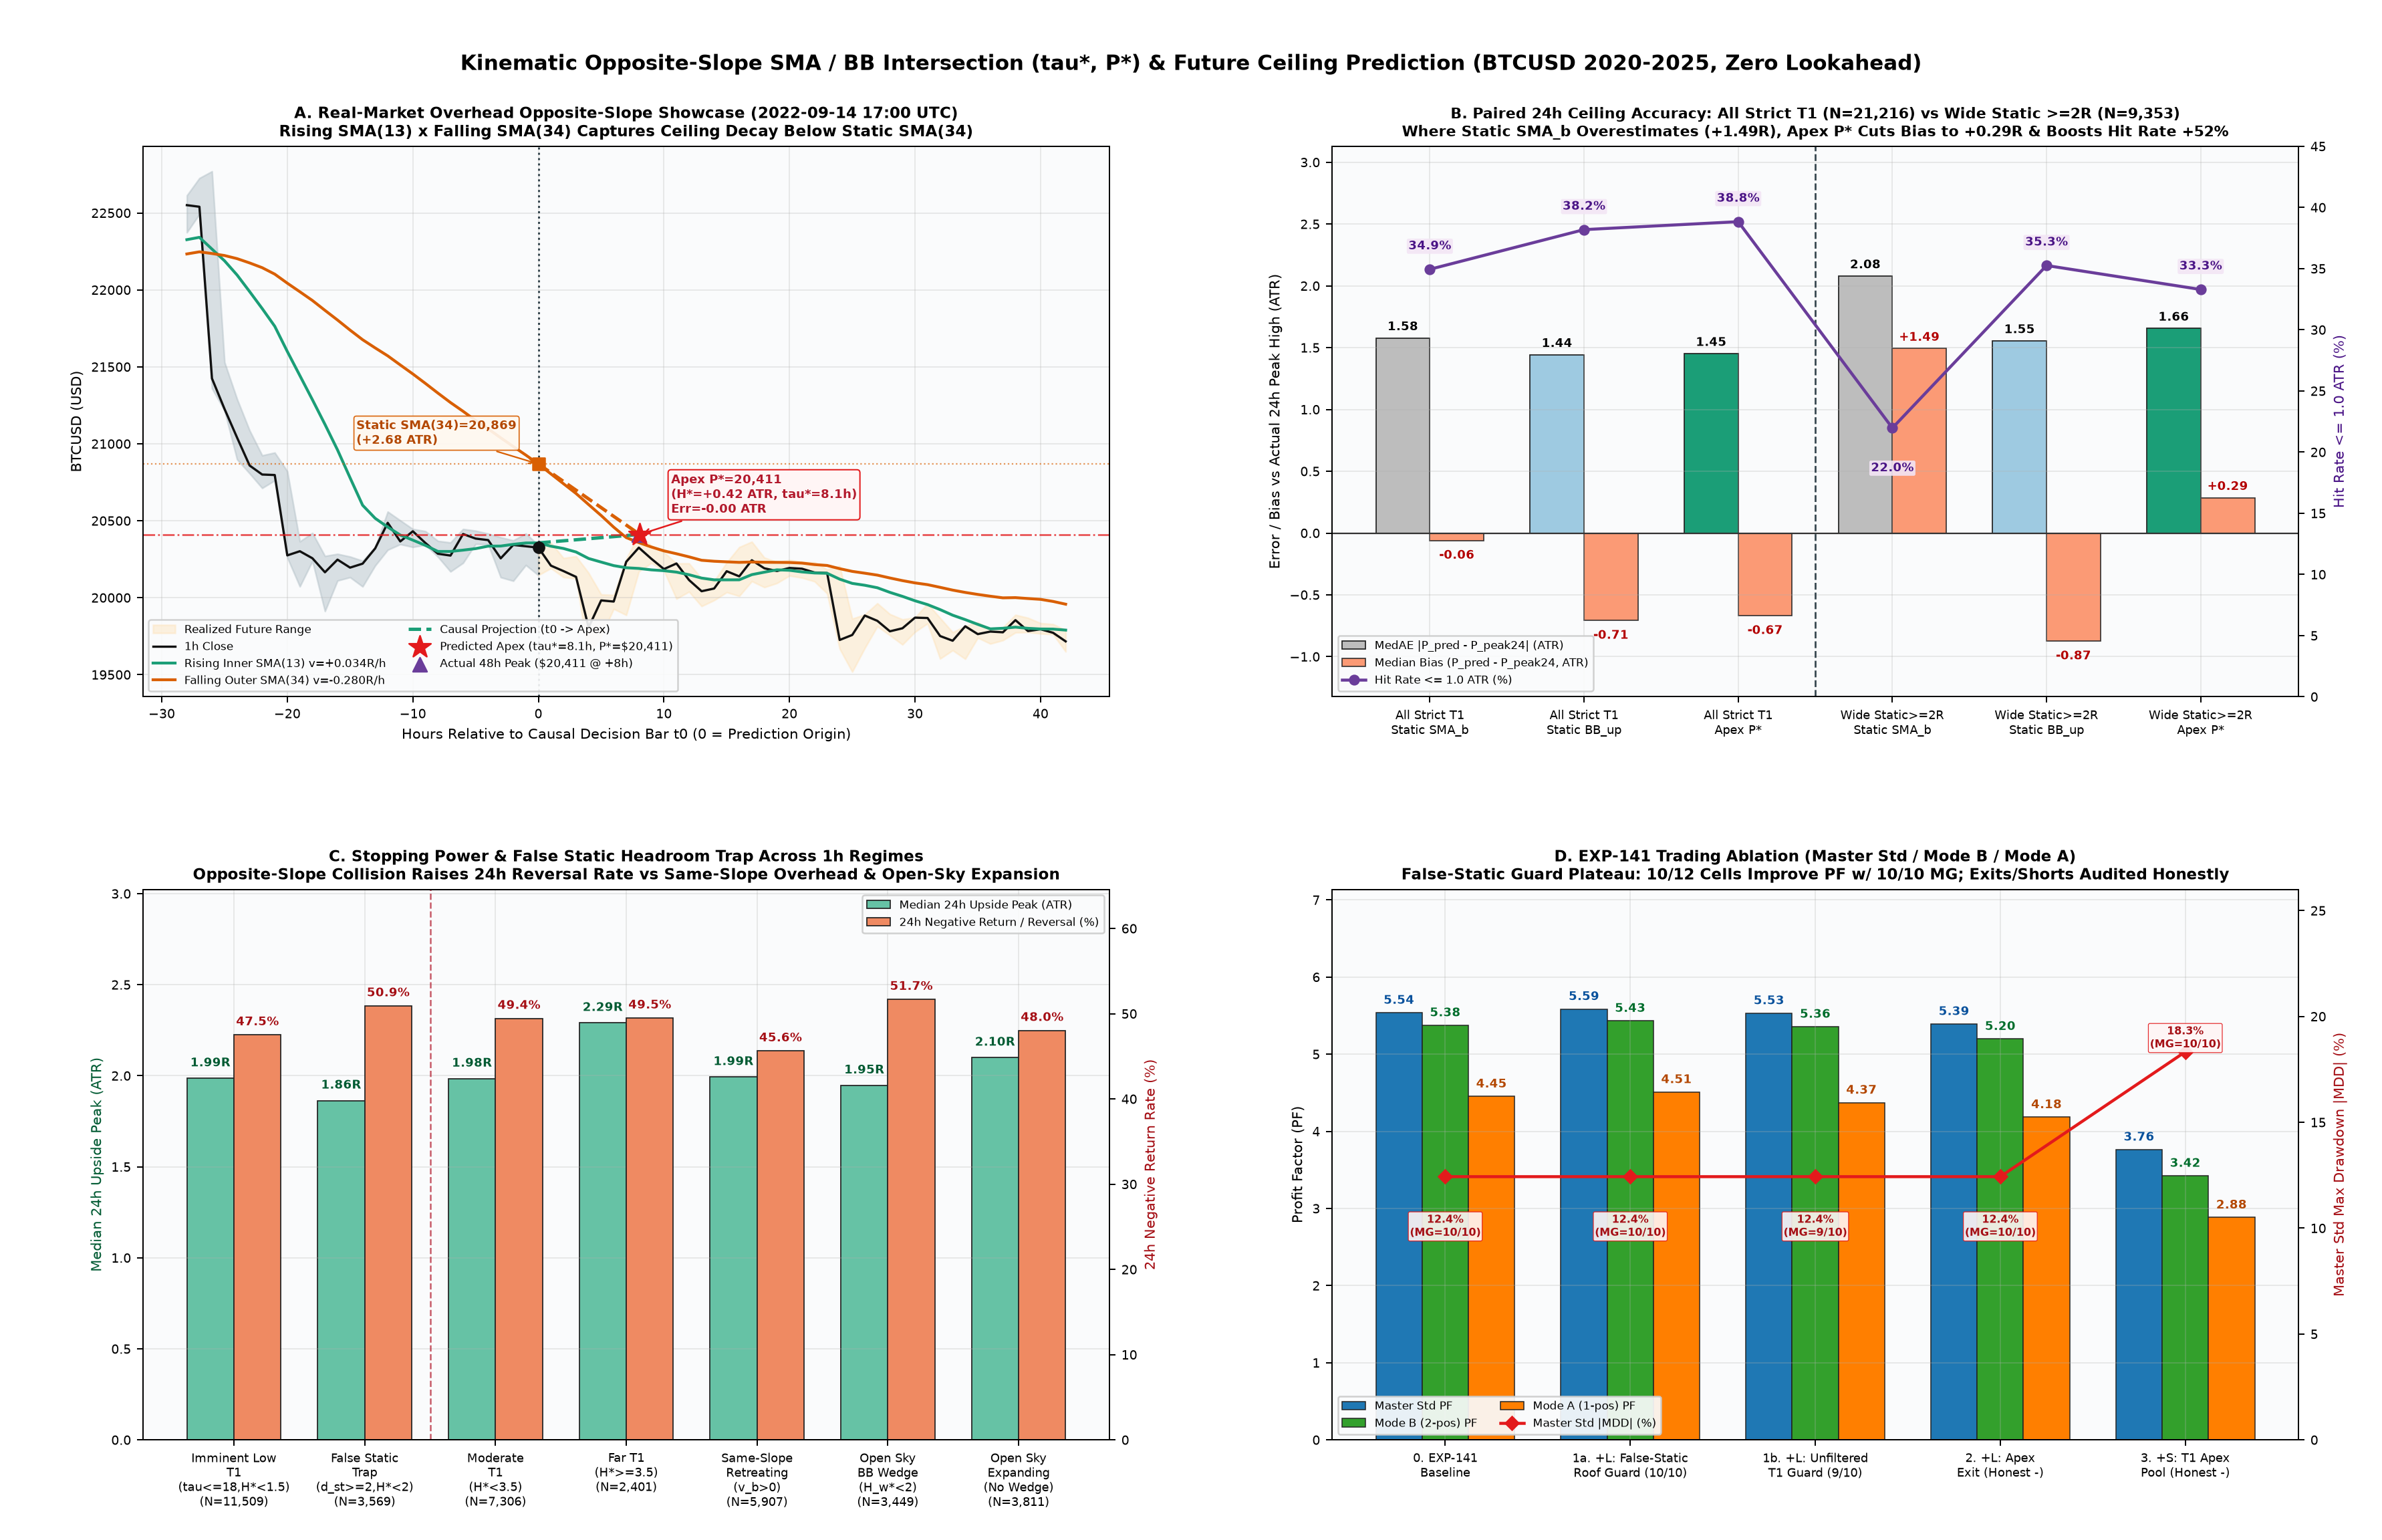 Kinematic Opposite-Slope SMA / BB Intersection (tau*, P*) & Future Ceiling Prediction (BTCUSD 2020-2025, Zero Lookahead)
A. Real-Market Overhead Opposite-Slope Showcase (2022-09-14 17:00 UTC)
Rising SMA(13) x Falling SMA(34) Captures Ceiling Decay Below Static SMA(34)
BTCUSD (USD)
22500
22000
21500
21000
20500
20000
19500
Static SMA(34)=20,869
(+2.68 ATR)
Apex P*=20,411
(H*=+0.42 ATR, tau*=8.1h)
Err=-0.00 ATR
Realized Future Range
1h Close
Rising Inner SMA(13) v=+0.034R/h
Falling Outer SMA(34) v=-0.280R/h
Causal Projection (t0 -> Apex)
Predicted Apex (tau*=8.1h, P*=$20,411)
Actual 48h Peak ($20,411 @ +8h)
−30 −20 −10 0 10 20 30 40
Hours Relative to Causal Decision Bar t0 (0 = Prediction Origin)
B. Paired 24h Ceiling Accuracy: All Strict T1 (N=21,216) vs Wide Static >=2R (N=9,353)
Where Static SMA_b Overestimates (+1.49R), Apex P* Cuts Bias to +0.29R & Boosts Hit Rate +52%
Error / Bias vs Actual 24h Peak High (ATR)
3.0
2.5
2.0
1.5
1.0
0.5
0.0
−0.5
−1.0
34.9%
38.2%
38.8%
22.0%
35.3%
33.3%
1.58
-0.06
1.44
-0.71
1.45
-0.67
2.08
+1.49
1.55
-0.87
1.66
+0.29
MedAE |P_pred - P_peak24| (ATR)
Median Bias (P_pred - P_peak24, ATR)
Hit Rate <= 1.0 ATR (%)
45
40
35
30
25
20
15
10
5
0
Hit Rate <= 1.0 ATR (%)
All Strict T1
Static SMA_b
All Strict T1
Static BB_up
All Strict T1
Apex P*
Wide Static>=2R
Static SMA_b
Wide Static>=2R
Static BB_up
Wide Static>=2R
Apex P*
C. Stopping Power & False Static Headroom Trap Across 1h Regimes
Opposite-Slope Collision Raises 24h Reversal Rate vs Same-Slope Overhead & Open-Sky Expansion
Median 24h Upside Peak (ATR)
3.0
2.5
2.0
1.5
1.0
0.5
0.0
Median 24h Upside Peak (ATR)
24h Negative Return / Reversal (%)
1.99R
47.5%
1.86R
50.9%
1.98R
49.4%
2.29R
49.5%
1.99R
45.6%
1.95R
51.7%
2.10R
48.0%
60
50
40
30
20
10
0
24h Negative Return Rate (%)
Imminent Low
T1
(tau<=18,H*<1.5)
(N=11,509)
False Static
Trap
(d_st>=2,H*<2)
(N=3,569)
Moderate
T1
(H*<3.5)
(N=7,306)
Far T1
(H*>=3.5)
(N=2,401)
Same-Slope
Retreating
(v_b>0)
(N=5,907)
Open Sky
BB Wedge
(H_w*<2)
(N=3,449)
Open Sky
Expanding
(No Wedge)
(N=3,811)
D. EXP-141 Trading Ablation (Master Std / Mode B / Mode A)
False-Static Guard Plateau: 10/12 Cells Improve PF w/ 10/10 MG; Exits/Shorts Audited Honestly
Profit Factor (PF)
7
6
5
4
3
2
1
0
5.54
5.38
4.45
5.59
5.43
4.51
5.53
5.36
4.37
5.39
5.20
4.18
3.76
3.42
2.88
12.4%
(MG=10/10)
12.4%
(MG=10/10)
12.4%
(MG=9/10)
12.4%
(MG=10/10)
18.3%
(MG=10/10)
Master Std PF
Mode B (2-pos) PF
Mode A (1-pos) PF
Master Std |MDD| (%)
25
20
15
10
5
0
Master Std Max Drawdown |MDD| (%)
0. EXP-141
Baseline
1a. +L: False-Static
Roof Guard (10/10)
1b. +L: Unfiltered
T1 Guard (9/10)
2. +L: Apex
Exit (Honest -)
3. +S: T1 Apex
Pool (Honest -)